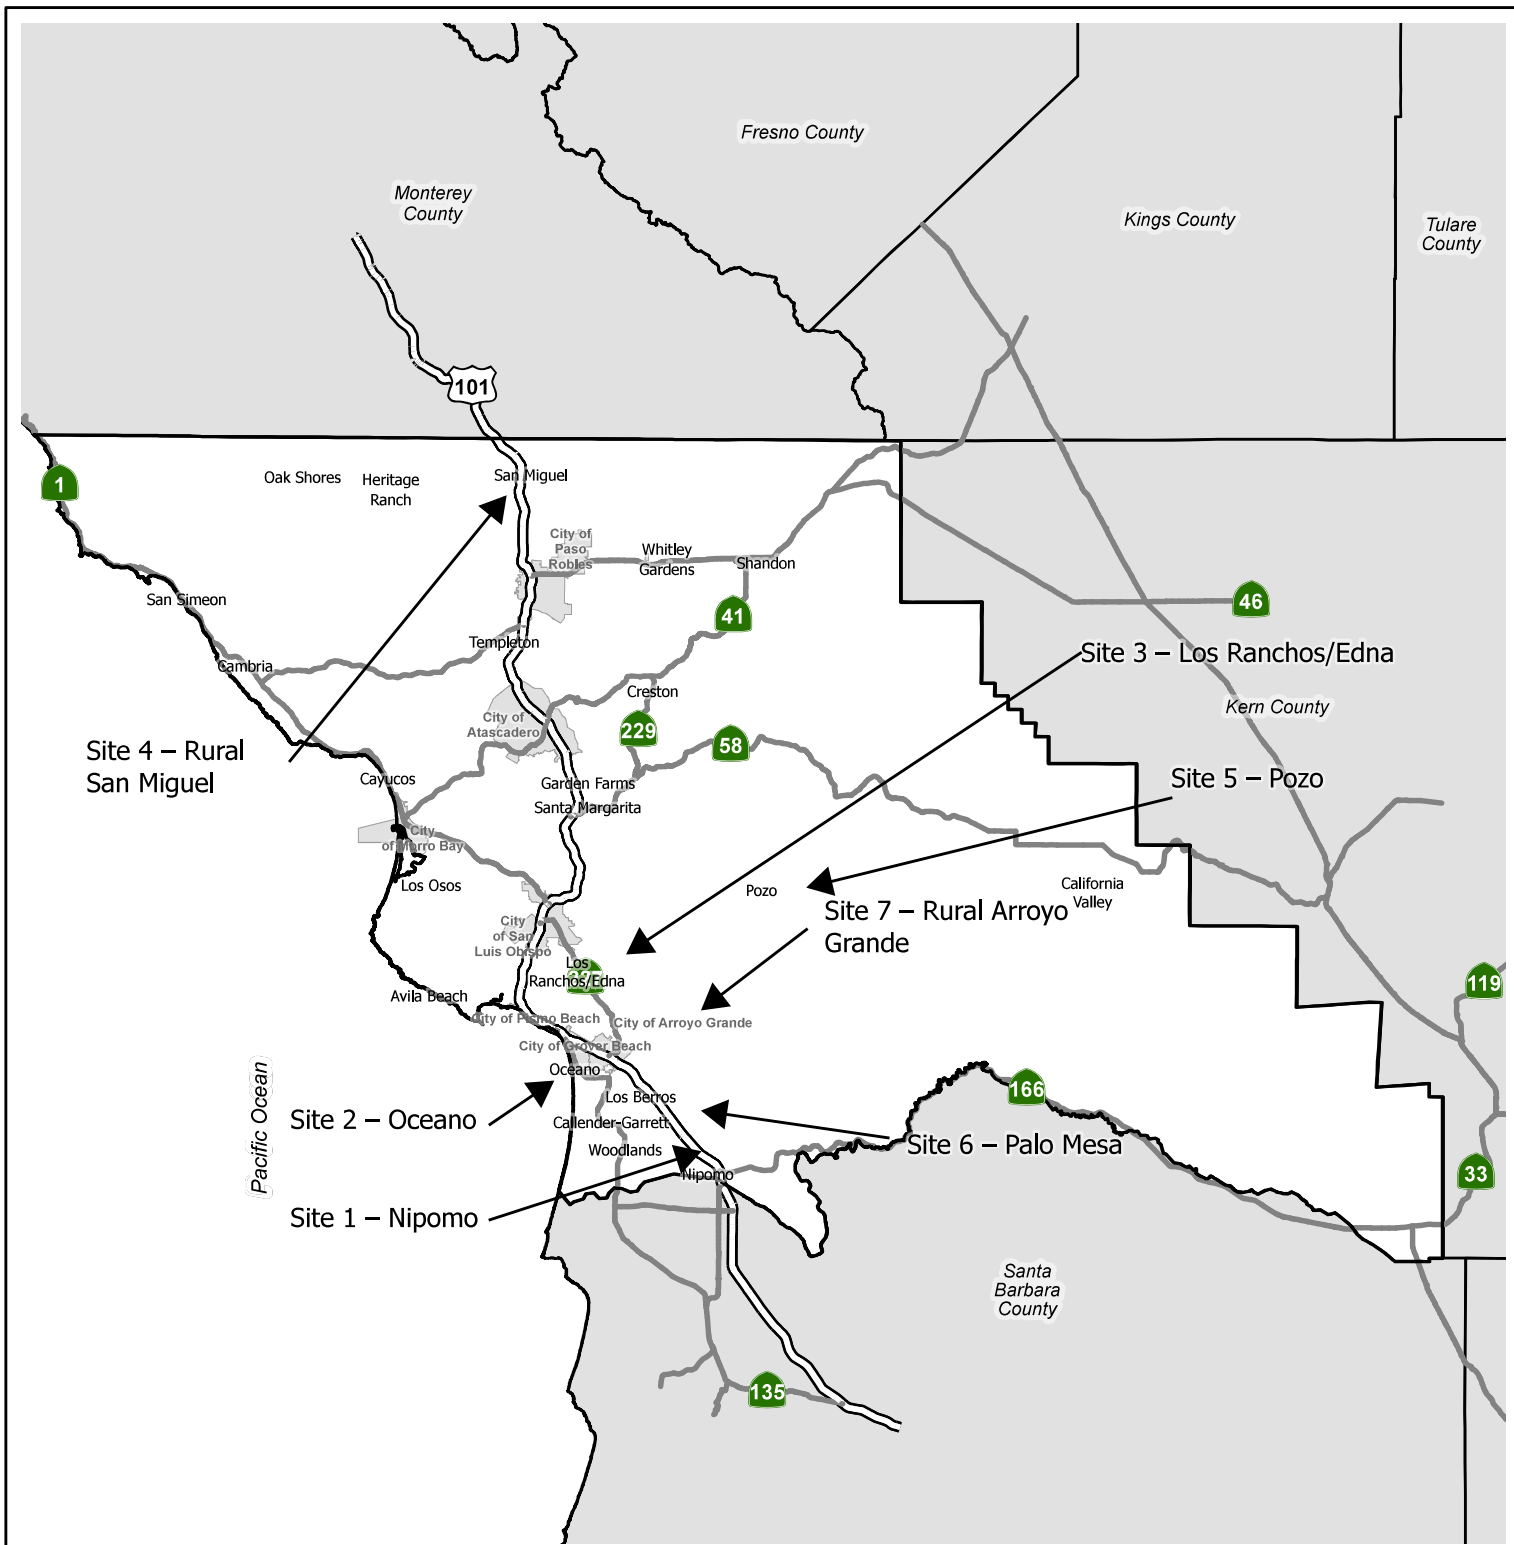 Fresno County
Monterey
County
Kings County
Tulare
County
101
Oak Shores
Heritage
Ranch
San Miguel
1
City of
Paso
Robles
Whitley
Gardens
Shandon
San Simeon
41
46
Templeton
Site 3 – Los Ranchos/Edna
Cambria
Creston
Kern County
City of
Atascadero
229
58
Site 4 – Rural
San Miguel
Cayucos
Garden Farms
Site 5 – Pozo
Santa Margarita
City
of Morro Bay
Los Osos
Pozo
California
Valley
Site 7 – Rural Arroyo
Grande
City
of San
Luis Obispo
Los
Ranchos/Edna
119
Avila Beach
City of Pismo Beach
City of Arroyo Grande
City of Grover Beach
Oceano
166
Los Berros
Pacific Ocean
Site 2 – Oceano
Callender-Garrett
Woodlands
Site 6 – Palo Mesa
Nipomo
33
Site 1 – Nipomo
Santa
Barbara
County
135